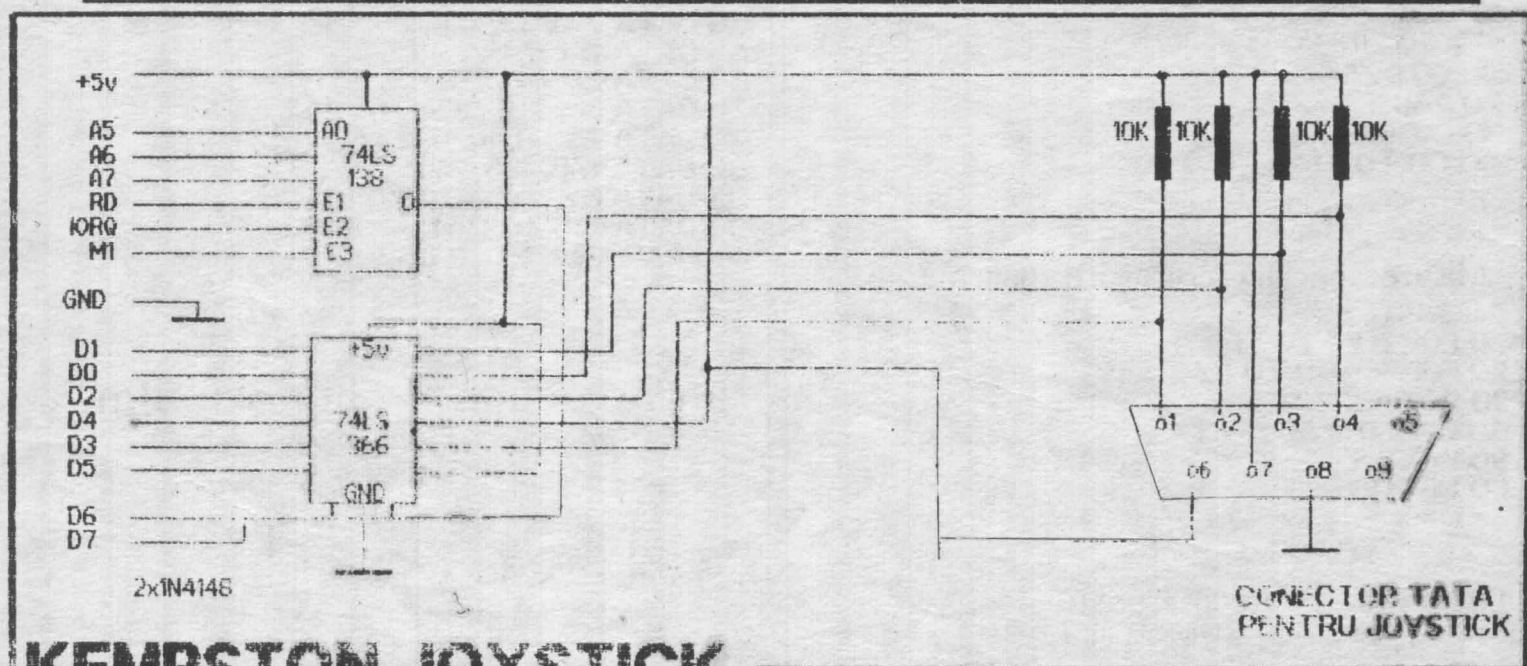 +5v
A5
A6
A7
RD
IORQ
M1
GND
D1
D0
D2
D4
D3
D5
D6
D7
A0
74LS
138
E1
E2
E3
0
+5v
74LS
366
GND
10K 10K 10K 10K
o1 o2 o3 o4 o5
o6 o7 o8 o9
2x1N4148
CONECTOR TATA
PENTRU JOYSTICK
KEMPSTON JOYSTICK